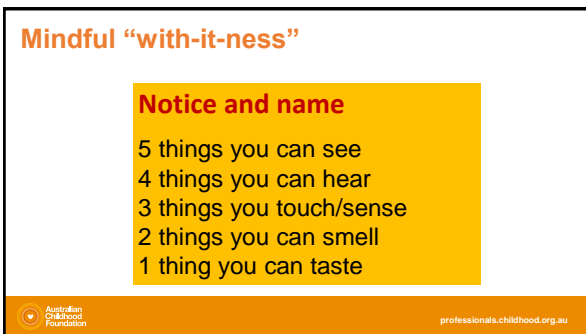 Mindful “with-it-ness”
Notice and name
5 things you can see
4 things you can hear
3 things you touch/sense
2 things you can smell
1 thing you can taste
Australian
Childhood
Foundation
professionals.childhood.org.au